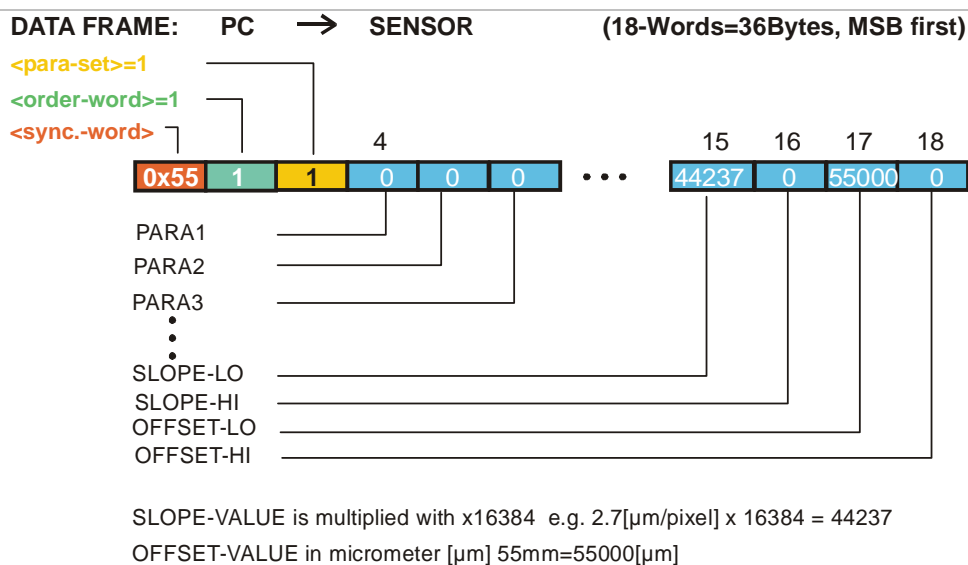 DATA FRAME: PC → SENSOR (18-Words=36Bytes, MSB first)
<para-set>=1
<order-word>=1
<sync.-word>
4 15 16 17 18
0x55 1 1 0 0 0 • • • 44237 0 55000 0
PARA1
PARA2
PARA3
•
•
•
SLOPE-LO
SLOPE-HI
OFFSET-LO
OFFSET-HI
SLOPE-VALUE is multiplied with x16384 e.g. 2.7[µm/pixel] x 16384 = 44237
OFFSET-VALUE in micrometer [µm] 55mm=55000[µm]